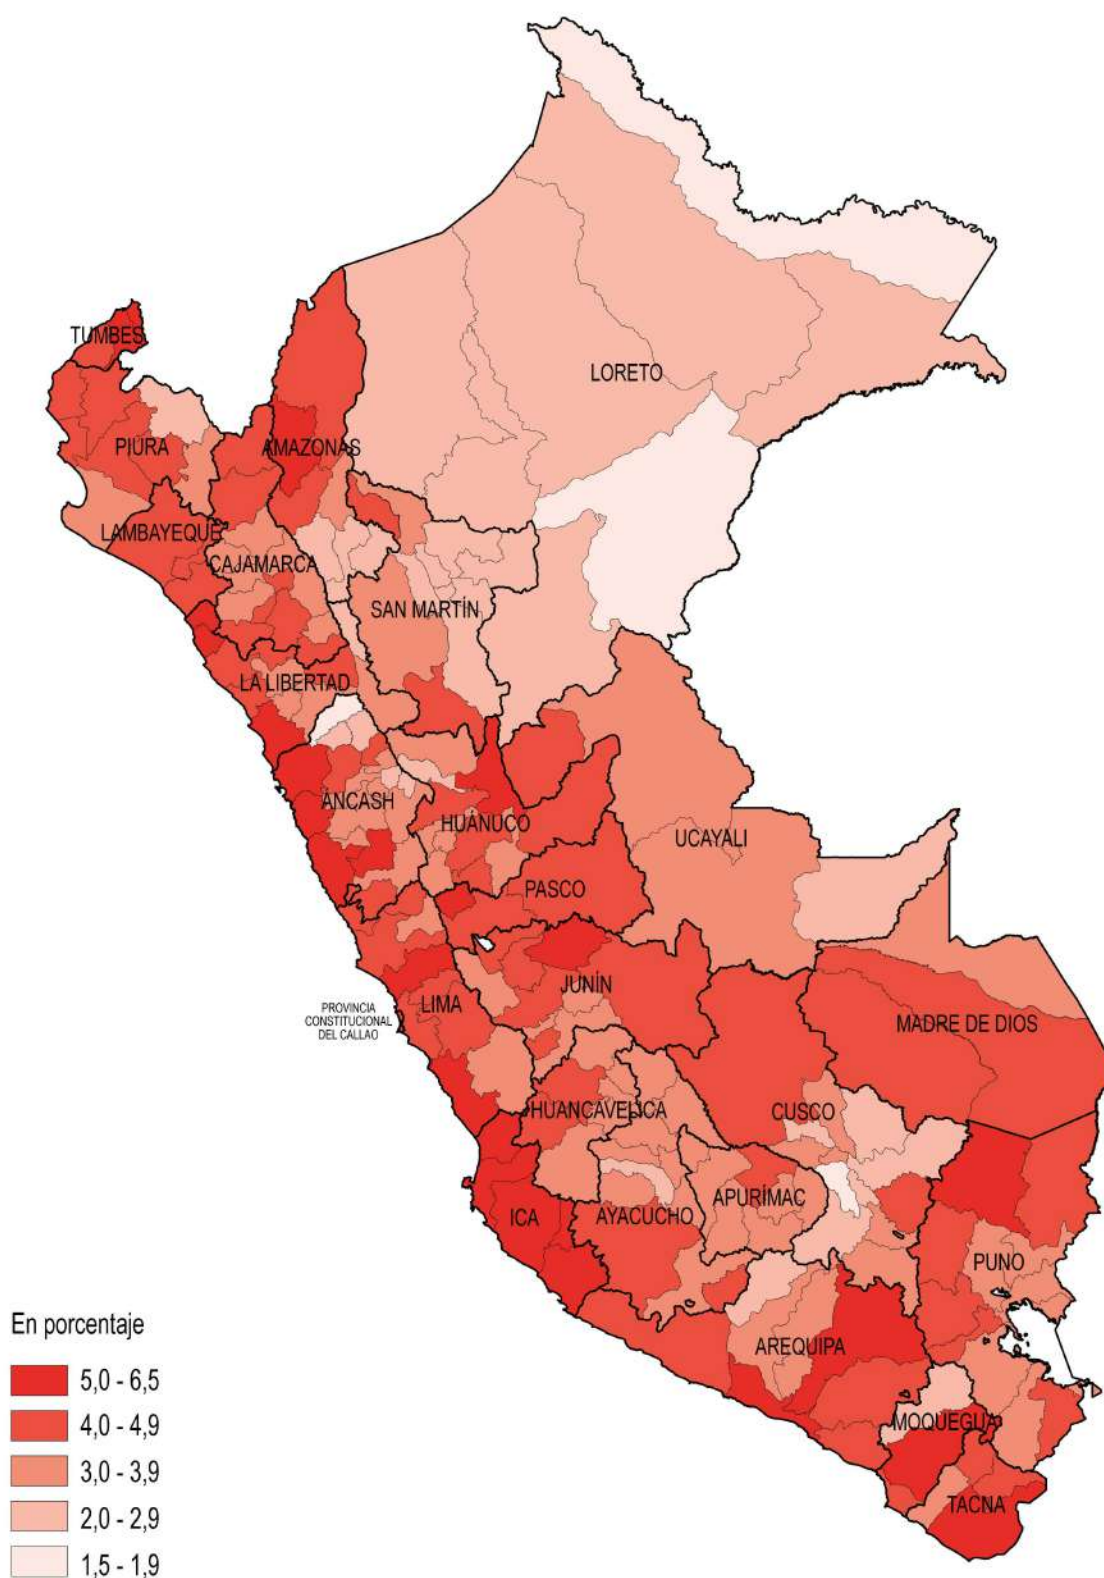 LORETO
TUMBES
PIURA
AMAZONAS
LAMBAYEQUE
CAJAMARCA
SAN MARTÍN
LA LIBERTAD
ÁNCASH
HUÁNUCO
UCAYALI
PASCO
JUNÍN
LIMA
PROVINCIA
CONSTITUCIONAL
DEL CALLAO
MADRE DE DIOS
HUANCAVELICA
CUSCO
ICA
AYACUCHO
APURÍMAC
PUNO
AREQUIPA
MOQUEGUA
TACNA
En porcentaje
5,0 - 6,5
4,0 - 4,9
3,0 - 3,9
2,0 - 2,9
1,5 - 1,9